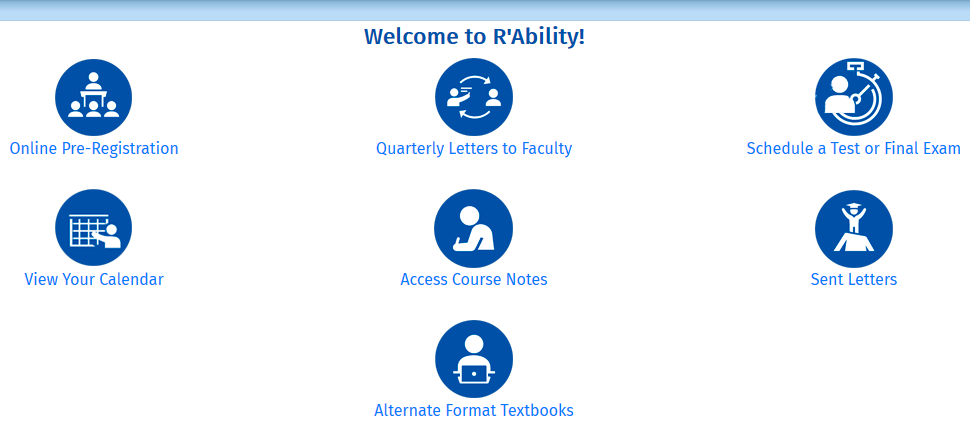 Welcome to R'Ability!
Online Pre-Registration
Quarterly Letters to Faculty
Schedule a Test or Final Exam
View Your Calendar
Access Course Notes
Sent Letters
Alternate Format Textbooks